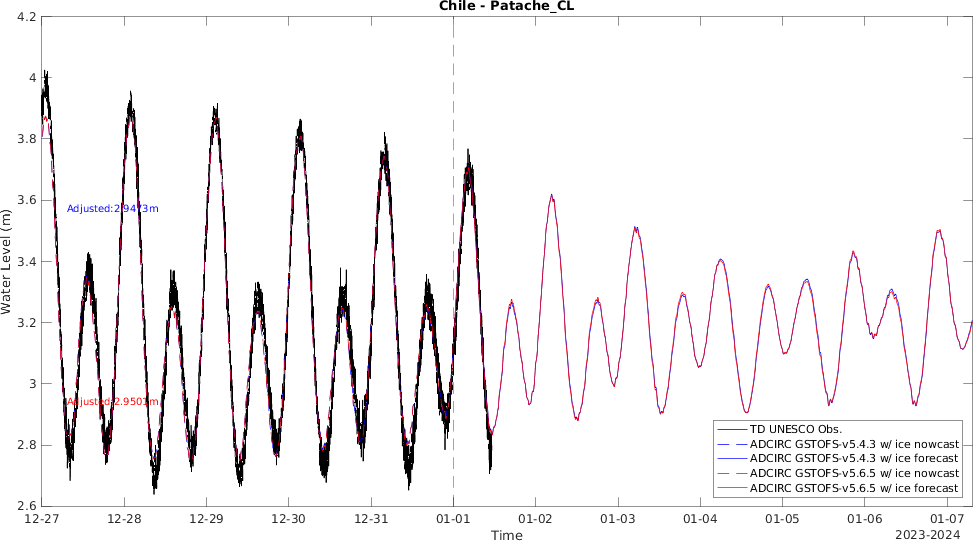 Chile - Patache_CL
Water Level (m)
4.2
4
3.8
3.6
3.4
3.2
3
2.8
2.6
Adjusted:2.9473m
Adjusted:2.9501m
TD UNESCO Obs.
ADCIRC GSTOFS-v5.4.3 w/ ice nowcast
ADCIRC GSTOFS-v5.4.3 w/ ice forecast
ADCIRC GSTOFS-v5.6.5 w/ ice nowcast
ADCIRC GSTOFS-v5.6.5 w/ ice forecast
12-27 12-28 12-29 12-30 12-31 01-01 01-02 01-03 01-04 01-05 01-06 01-07
Time
2023-2024